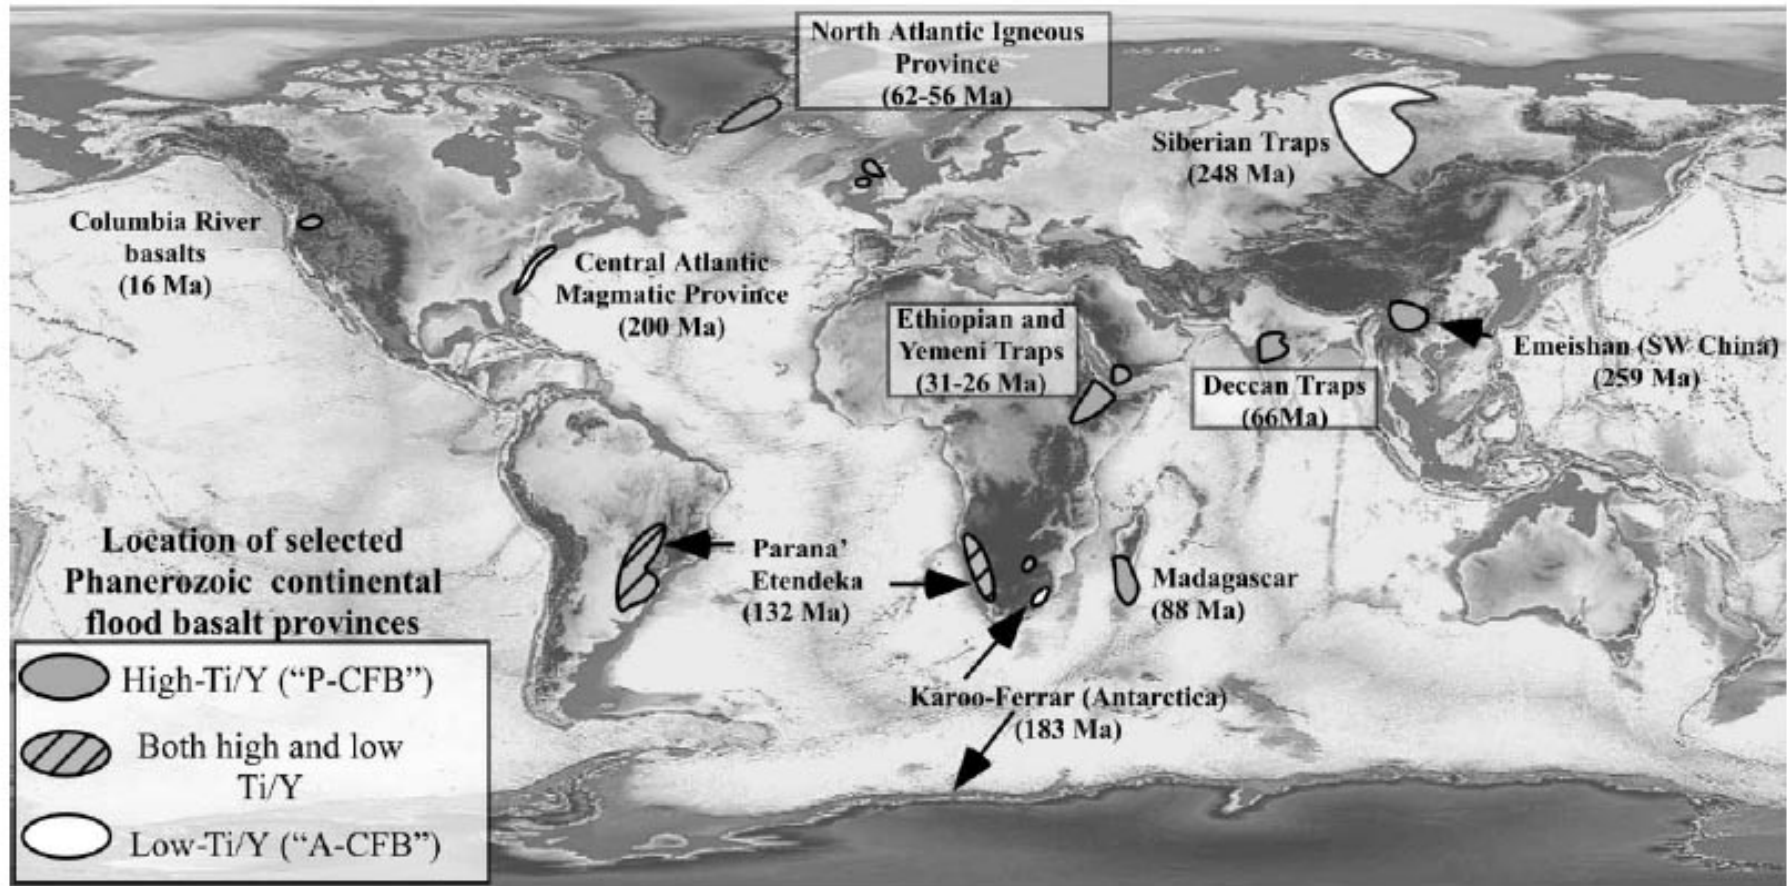 North Atlantic Igneous
Province
(62-56 Ma)
Siberian Traps
(248 Ma)
Columbia River
basalts
(16 Ma)
Central Atlantic
Magmatic Province
(200 Ma)
Ethiopian and
Yemeni Traps
(31-26 Ma)
Deccan Traps
(66Ma)
Emeishan (SW China)
(259 Ma)
Parana’
Etendeka
(132 Ma)
Madagascar
(88 Ma)
Karoo-Ferrar (Antarctica)
(183 Ma)
Location of selected
Phanerozoic continental
flood basalt provinces
High-Ti/Y (“P-CFB”)
Both high and low
Ti/Y
Low-Ti/Y (“A-CFB”)